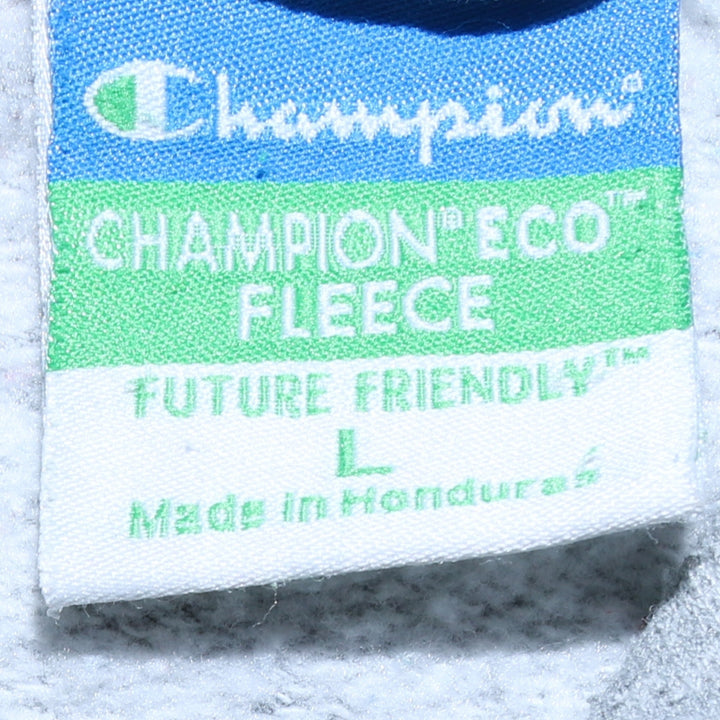 Champion®
CHAMPION® ECO™
FLEECE
FUTURE FRIENDLY™
L
Made in Honduras